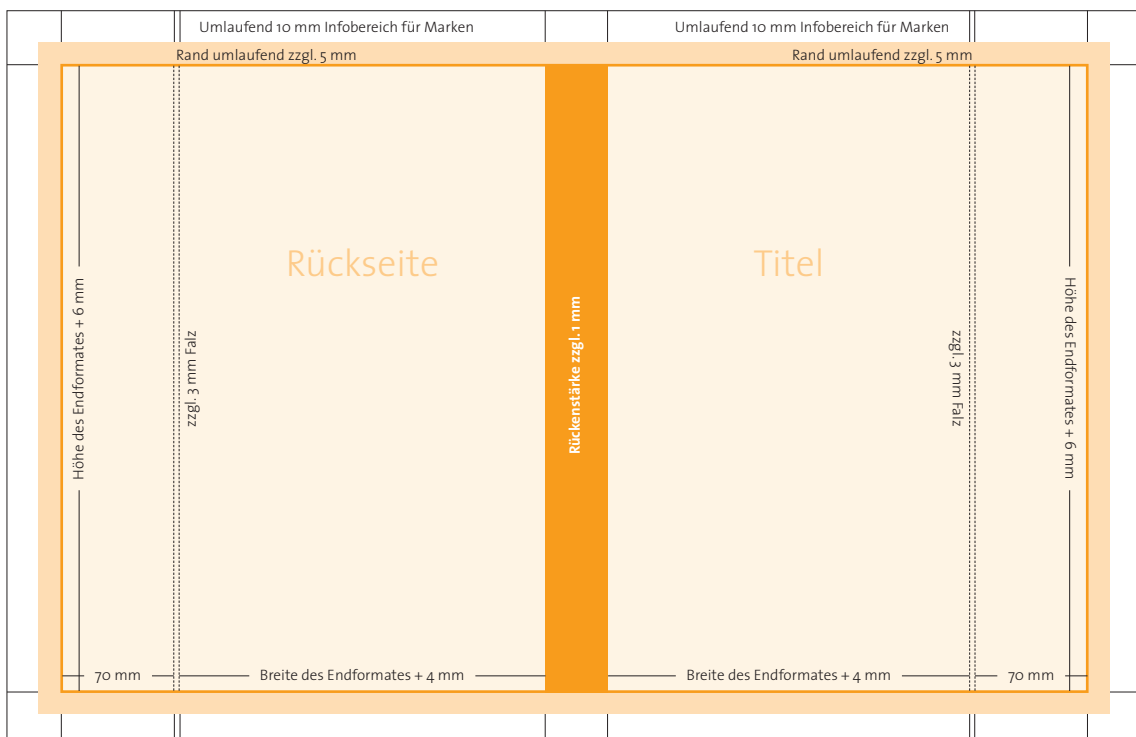 Umlaufend 10 mm Infobereich für Marken
Umlaufend 10 mm Infobereich für Marken
Rand umlaufend zzgl. 5 mm
Rand umlaufend zzgl. 5 mm
Rückseite
Titel
Höhe des Endformates + 6 mm
zzgl. 3 mm Falz
Rückenstärke zzgl. 1 mm
zzgl. 3 mm Falz
Höhe des Endformates + 6 mm
70 mm
Breite des Endformates + 4 mm
Breite des Endformates + 4 mm
70 mm